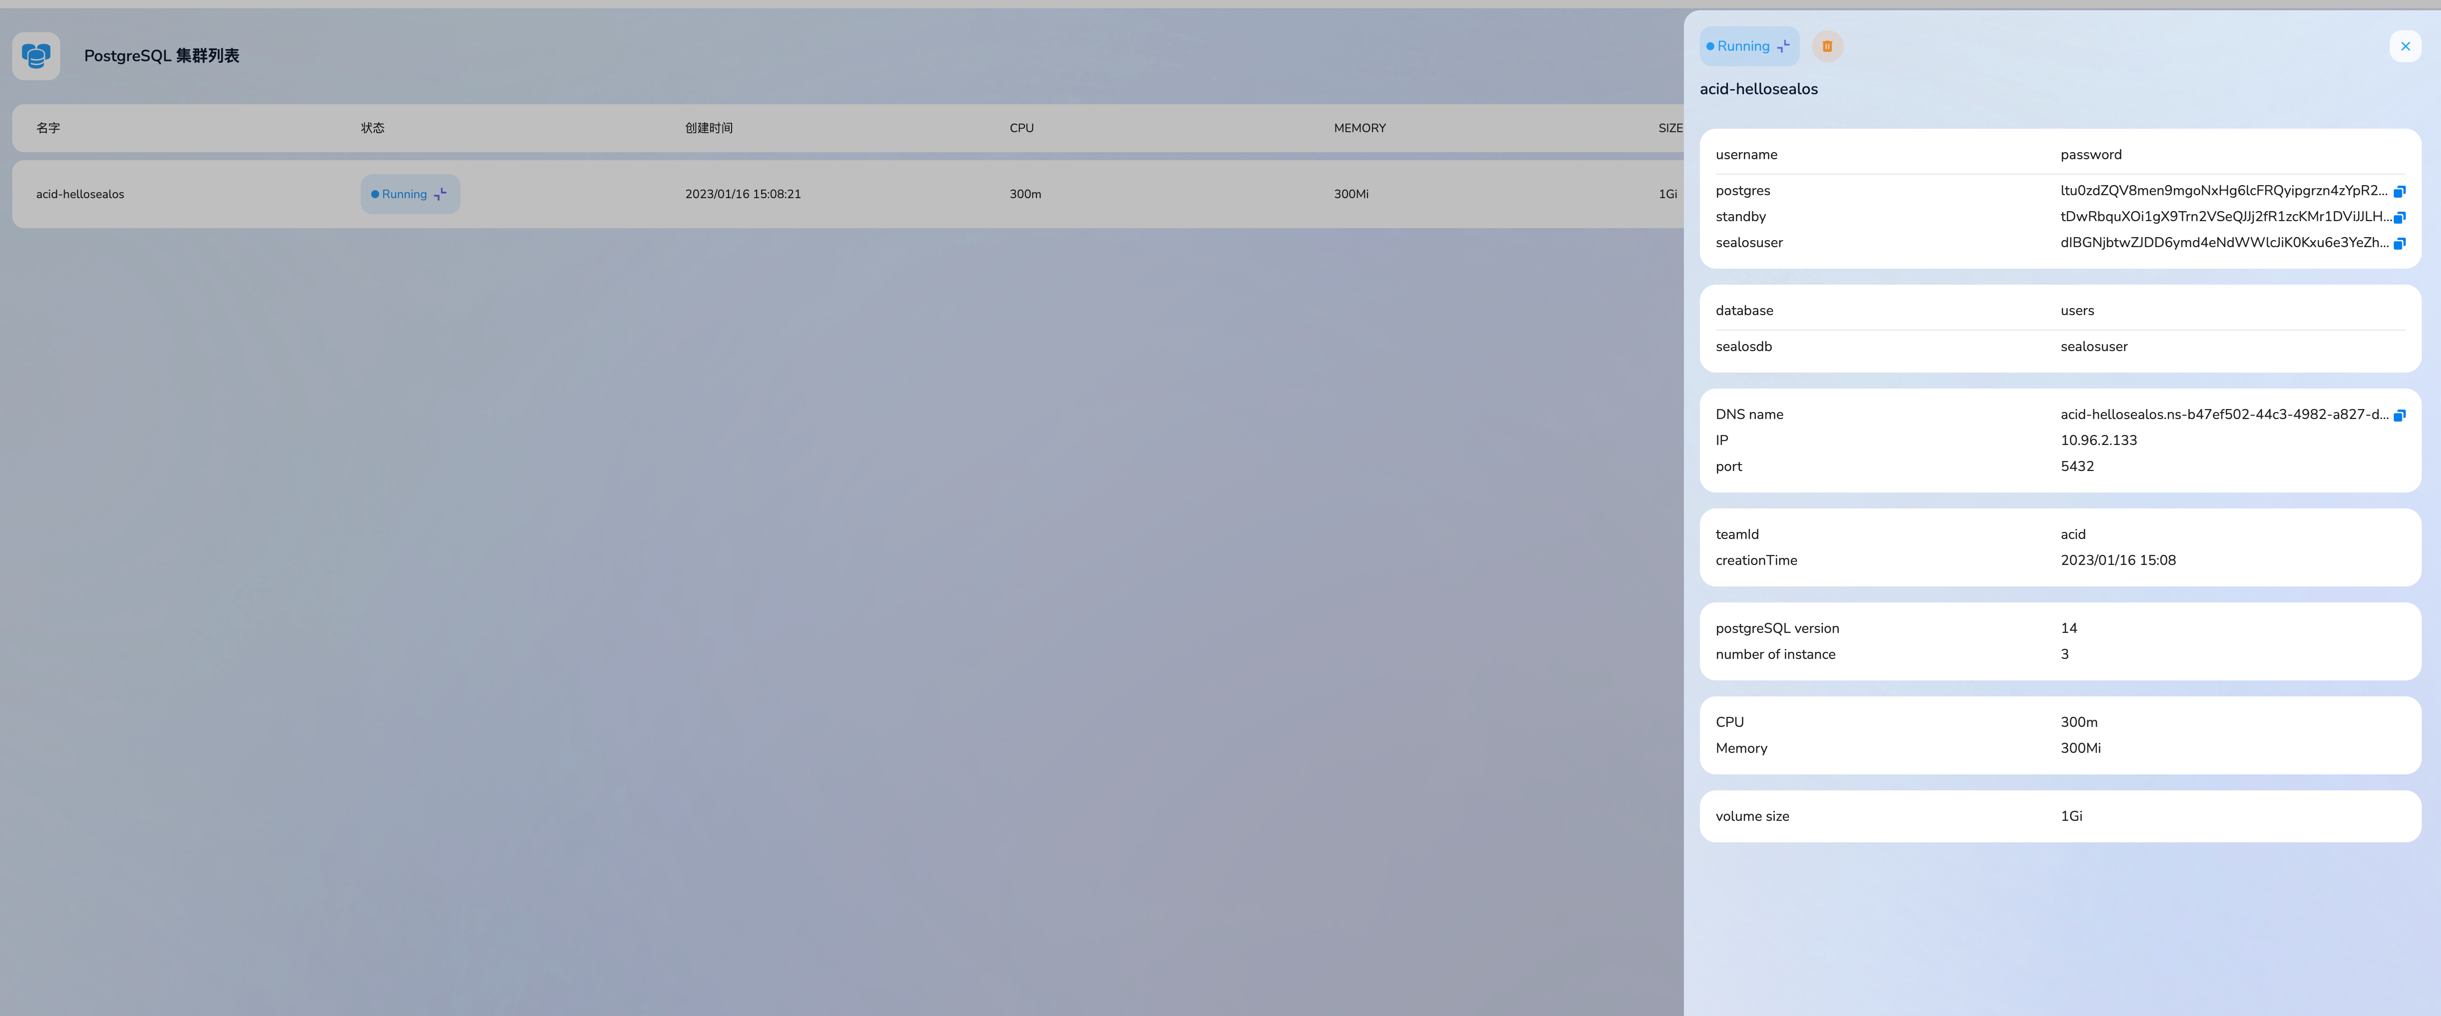 PostgreSQL 集群列表
名字 状态 创建时间 CPU MEMORY SIZE
acid-hellosealos Running 2023/01/16 15:08:21 300m 300Mi 1Gi
Running
acid-hellosealos
username password
postgres ltu0zdZQV8men9mgoNxHg6lcFRQyipgrzn4zYpR2...
standby tDwRbquXOi1gX9Trn2VSeQJJj2fR1zcKMr1DViJJLH...
sealosuser dIBGNjbtwZJDD6ymd4eNdWWlcJiK0Kxu6e3YeZh...
database users
sealosdb sealosuser
DNS name acid-hellosealos.ns-b47ef502-44c3-4982-a827-d...
IP 10.96.2.133
port 5432
teamId acid
creationTime 2023/01/16 15:08
postgreSQL version 14
number of instance 3
CPU 300m
Memory 300Mi
volume size 1Gi